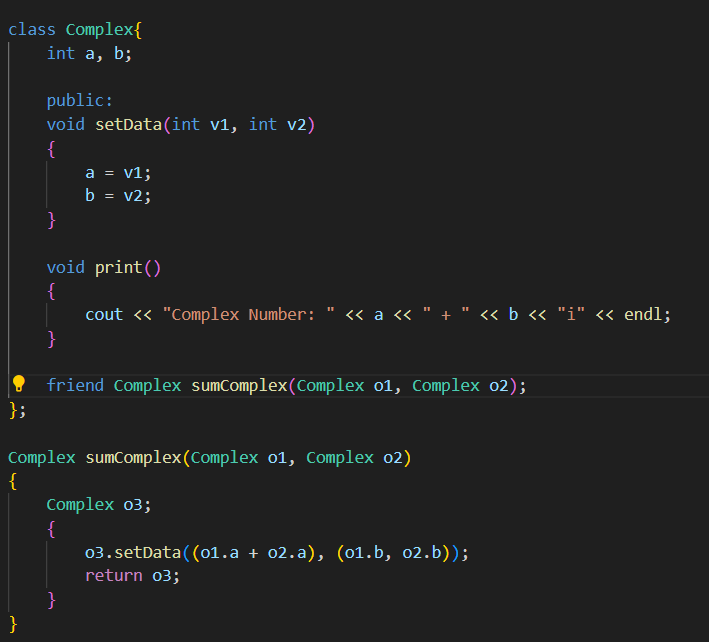 class Complex{
int a, b;
public:
void setData(int v1, int v2)
{
a = v1;
b = v2;
}
void print()
{
cout << "Complex Number: " << a << " + " << b << "i" << endl;
}
friend Complex sumComplex(Complex o1, Complex o2);
};
Complex sumComplex(Complex o1, Complex o2)
{
Complex o3;
{
o3.setData((o1.a + o2.a), (o1.b, o2.b));
return o3;
}
}